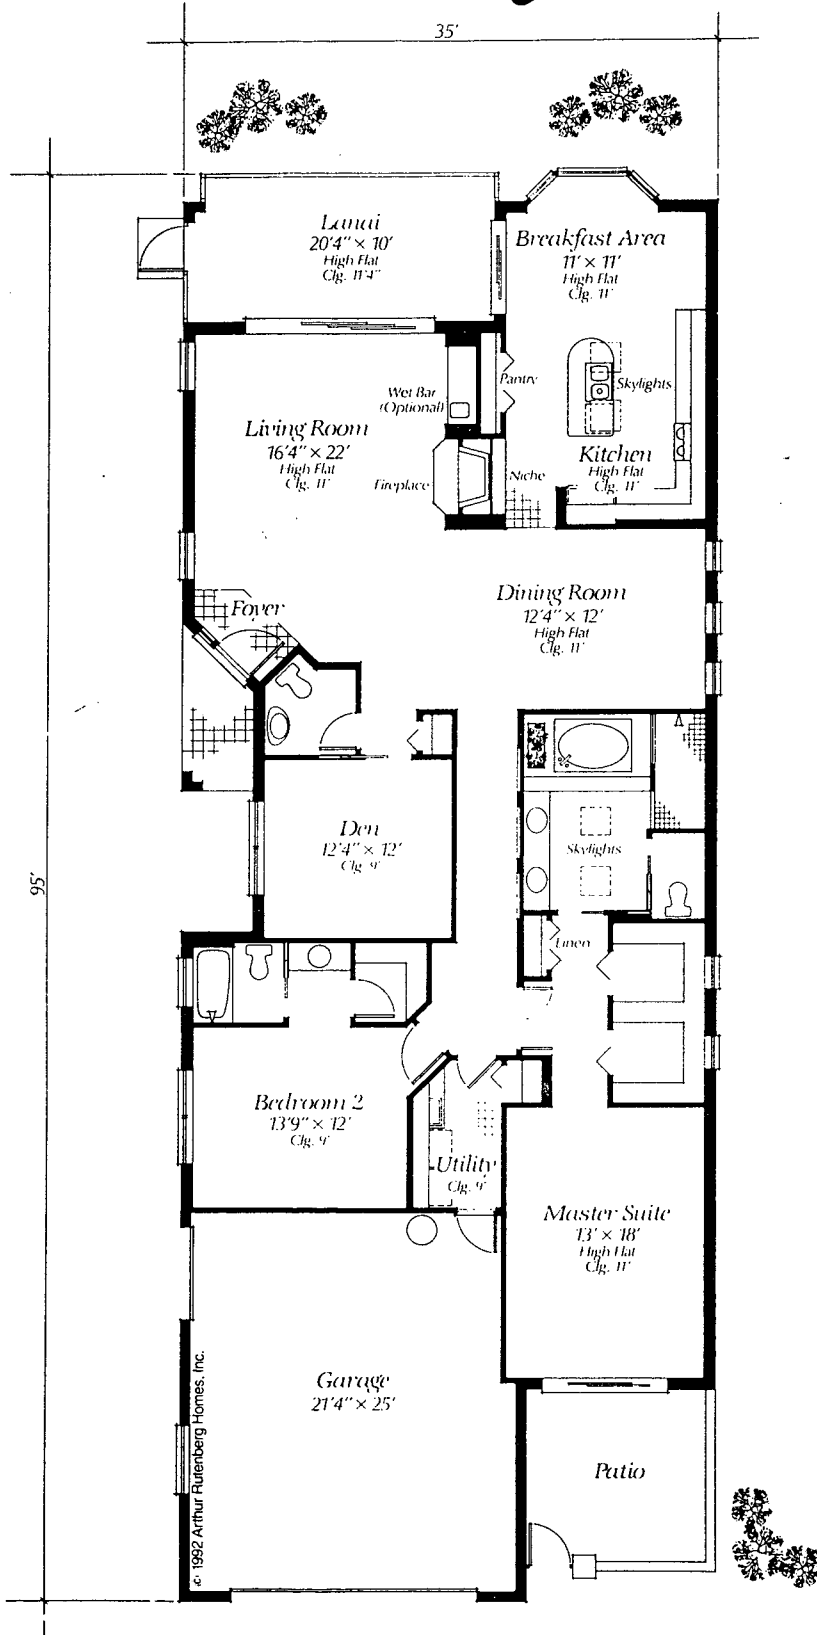 35'
Lanai
20'4" × 10'
High Flat
Clg. 11'4"
Breakfast Area
11' × 11'
High Flat
Clg. 11'
Pantry
Skylights
Wet Bar
(Optional)
Living Room
16'4" × 22'
High Flat
Clg. 11'
Kitchen
High Flat
Clg. 11'
Fireplace
Niche
Foyer
Dining Room
12'4" × 12'
High Flat
Clg. 11'
Den
12'4" × 12'
Clg. 9'
Skylights
95'
Linen
Bedroom 2
13'9" × 12'
Clg. 9'
Utility
Clg. 9'
Master Suite
13' × 18'
High Flat
Clg. 11'
Garage
21'4" × 25'
Patio
© 1992 Arthur Rutenberg Homes, Inc.